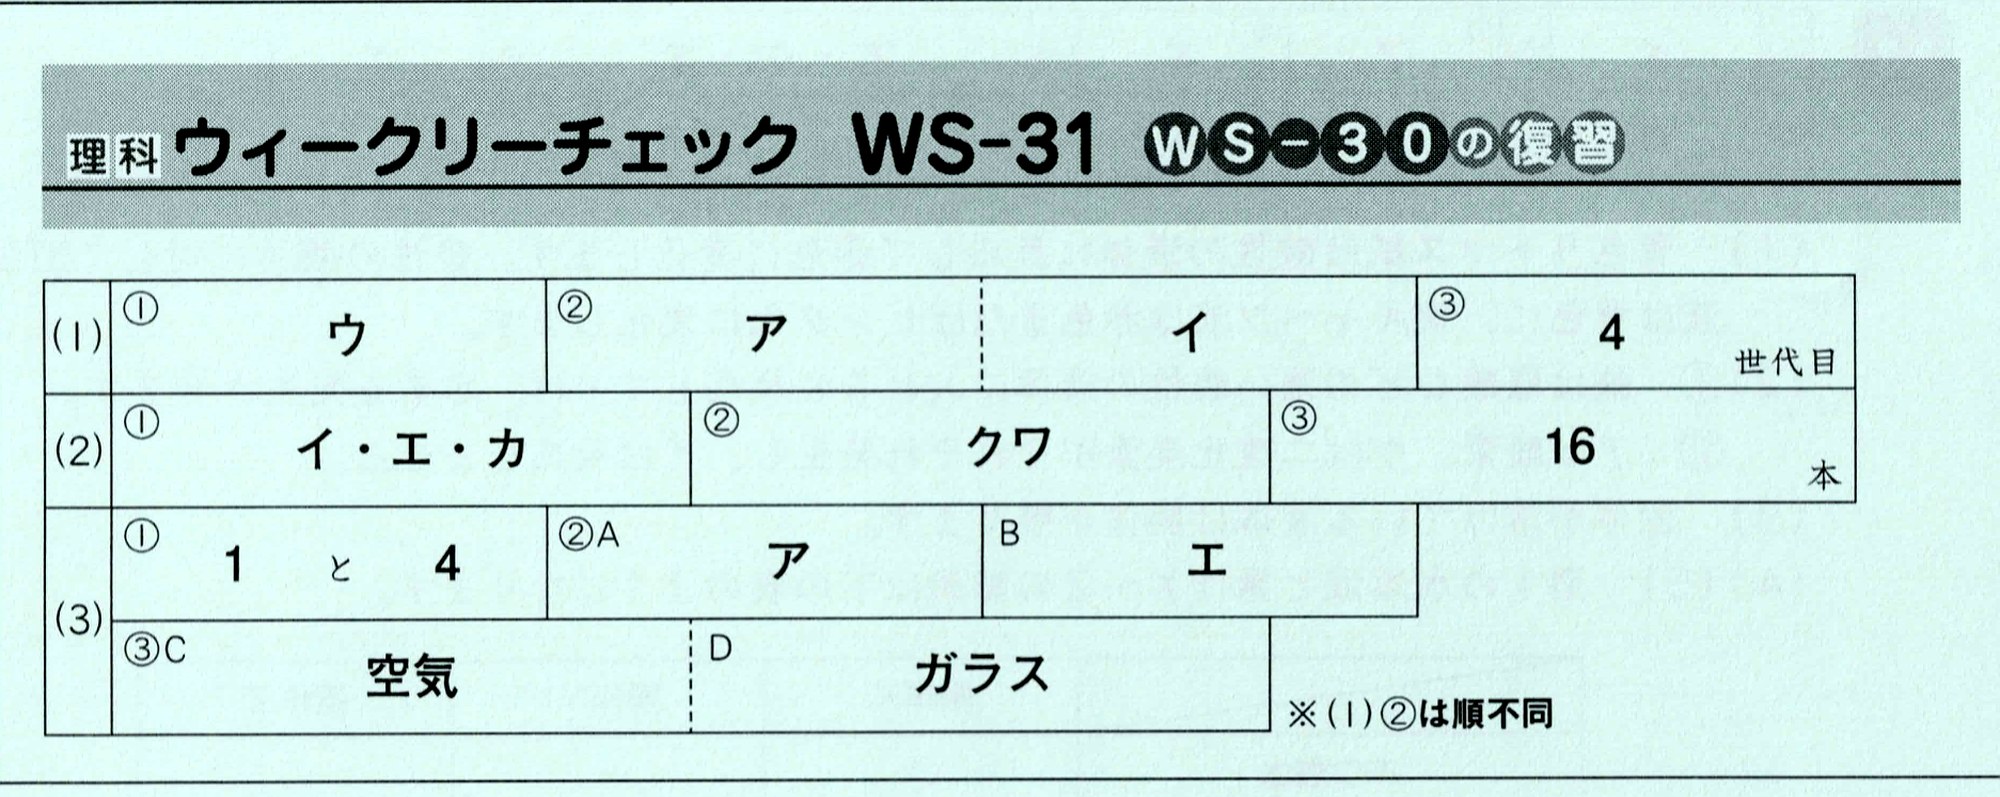 理科 ウィークリーチェック WS-31 WS-30の復習
(1) ① ウ ② ア イ ③ 4 世代目
(2) ① イ・エ・カ ② クワ ③ 16 本
(3) ① 1 と 4 ②A ア B エ
③C 空気 D ガラス
※(1)②は順不同